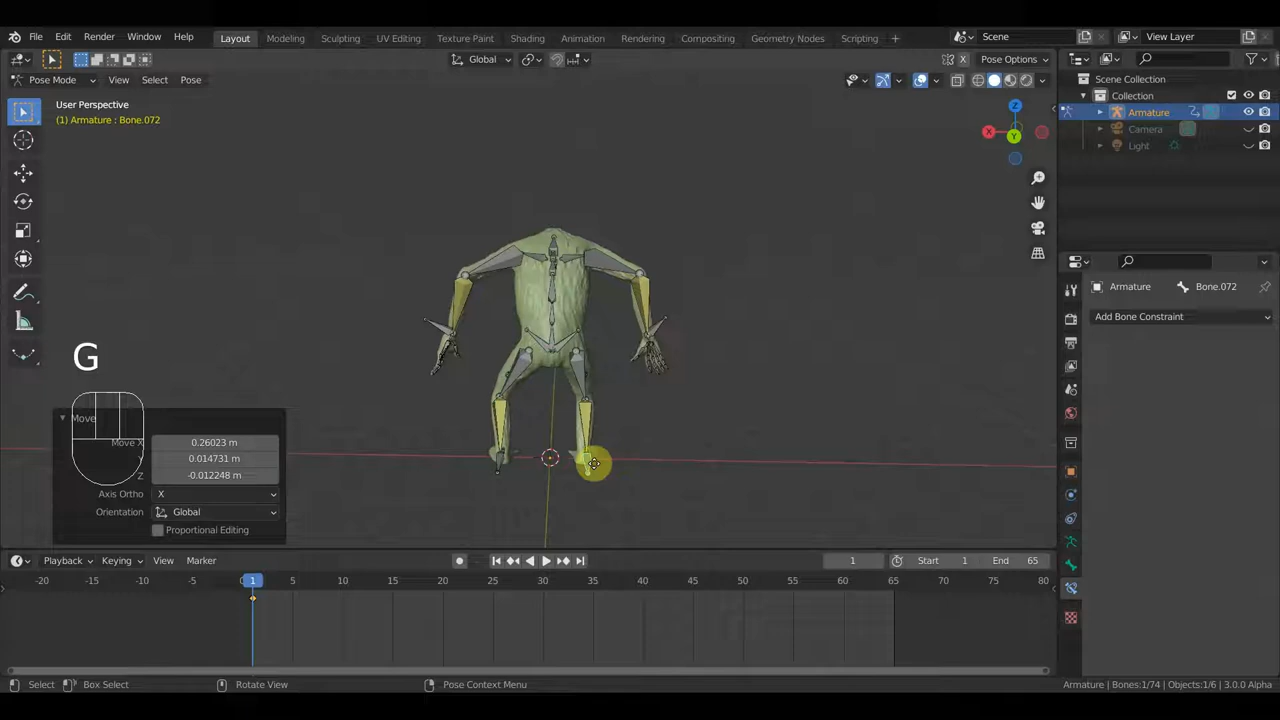 File Edit Render Window Help Layout Modeling Sculpting UV Editing Texture Paint Shading Animation Rendering Compositing Geometry Nodes Scripting + Scene View Layer
Global X Pose Options
Pose Mode View Select Pose
User Perspective
(1) Armature : Bone.072
Z
X
Y
Scene Collection
Collection
Armature
Camera
Light
Armature Bone.072
Add Bone Constraint
G
Move
Move X 0.26023 m
Y 0.014731 m
Z -0.012248 m
Axis Ortho X
Orientation Global
Proportional Editing
Playback Keying View Marker 1 Start 1 End 65
-20 -15 -10 -5 1 5 10 15 20 25 30 35 40 45 50 55 60 65 70 75 80
Select Box Select Rotate View Pose Context Menu Armature | Bones:1/74 | Objects:1/6 | 3.0.0 Alpha